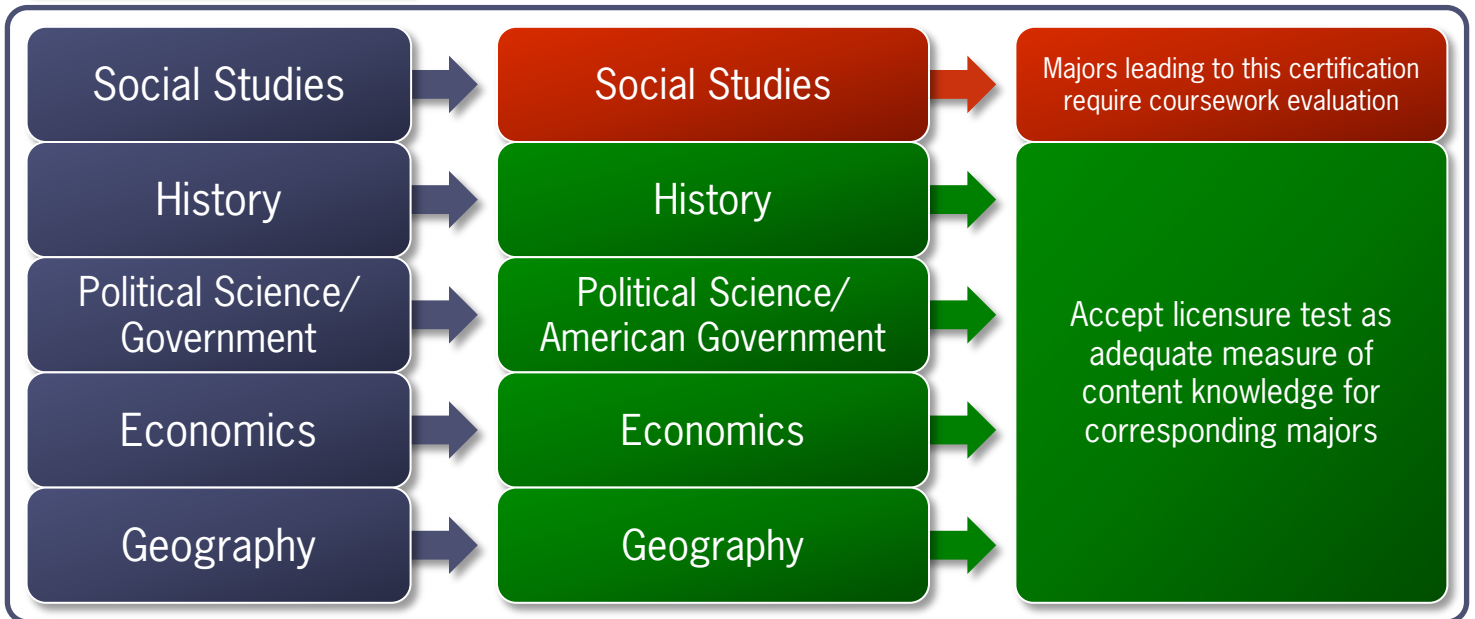 Social Studies
Social Studies
Majors leading to this certification
require coursework evaluation
History
History
Political Science/
Government
Political Science/
American Government
Accept licensure test as
adequate measure of
content knowledge for
corresponding majors
Economics
Economics
Geography
Geography